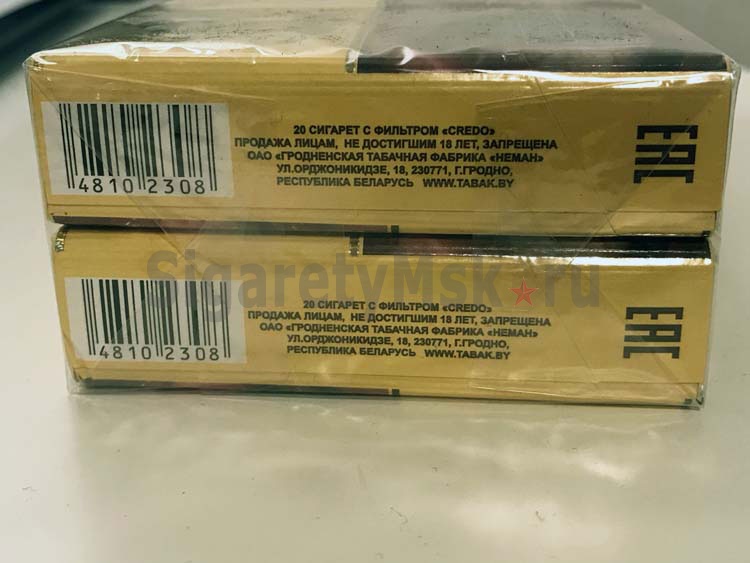 20 СИГАРЕТ С ФИЛЬТРОМ «CREDO»
ПРОДАЖА ЛИЦАМ, НЕ ДОСТИГШИМ 18 ЛЕТ, ЗАПРЕЩЕНА
ОАО «ГРОДНЕНСКАЯ ТАБАЧНАЯ ФАБРИКА «НЕМАН»
УЛ.ОРДЖОНИКИДЗЕ, 18, 230771, Г.ГРОДНО,
РЕСПУБЛИКА БЕЛАРУСЬ WWW.TABAK.BY
4810 2308
EAC
SigaretyMsk.ru
20 СИГАРЕТ С ФИЛЬТРОМ «CREDO»
ПРОДАЖА ЛИЦАМ, НЕ ДОСТИГШИМ 18 ЛЕТ, ЗАПРЕЩЕНА
ОАО «ГРОДНЕНСКАЯ ТАБАЧНАЯ ФАБРИКА «НЕМАН»
УЛ.ОРДЖОНИКИДЗЕ, 18, 230771, Г.ГРОДНО,
РЕСПУБЛИКА БЕЛАРУСЬ WWW.TABAK.BY
4810 2308
EAC